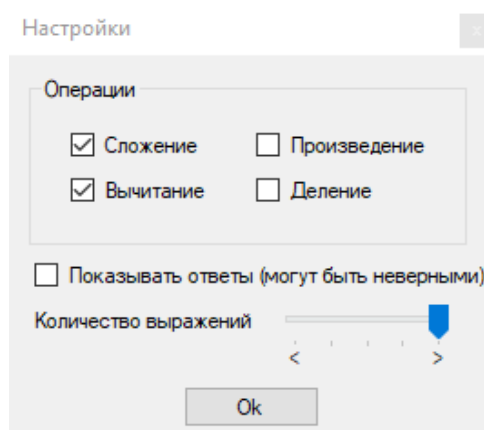 Настройки
x
Операции
Сложение Произведение
Вычитание Деление
Показывать ответы (могут быть неверными)
Количество выражений
< >
Ok